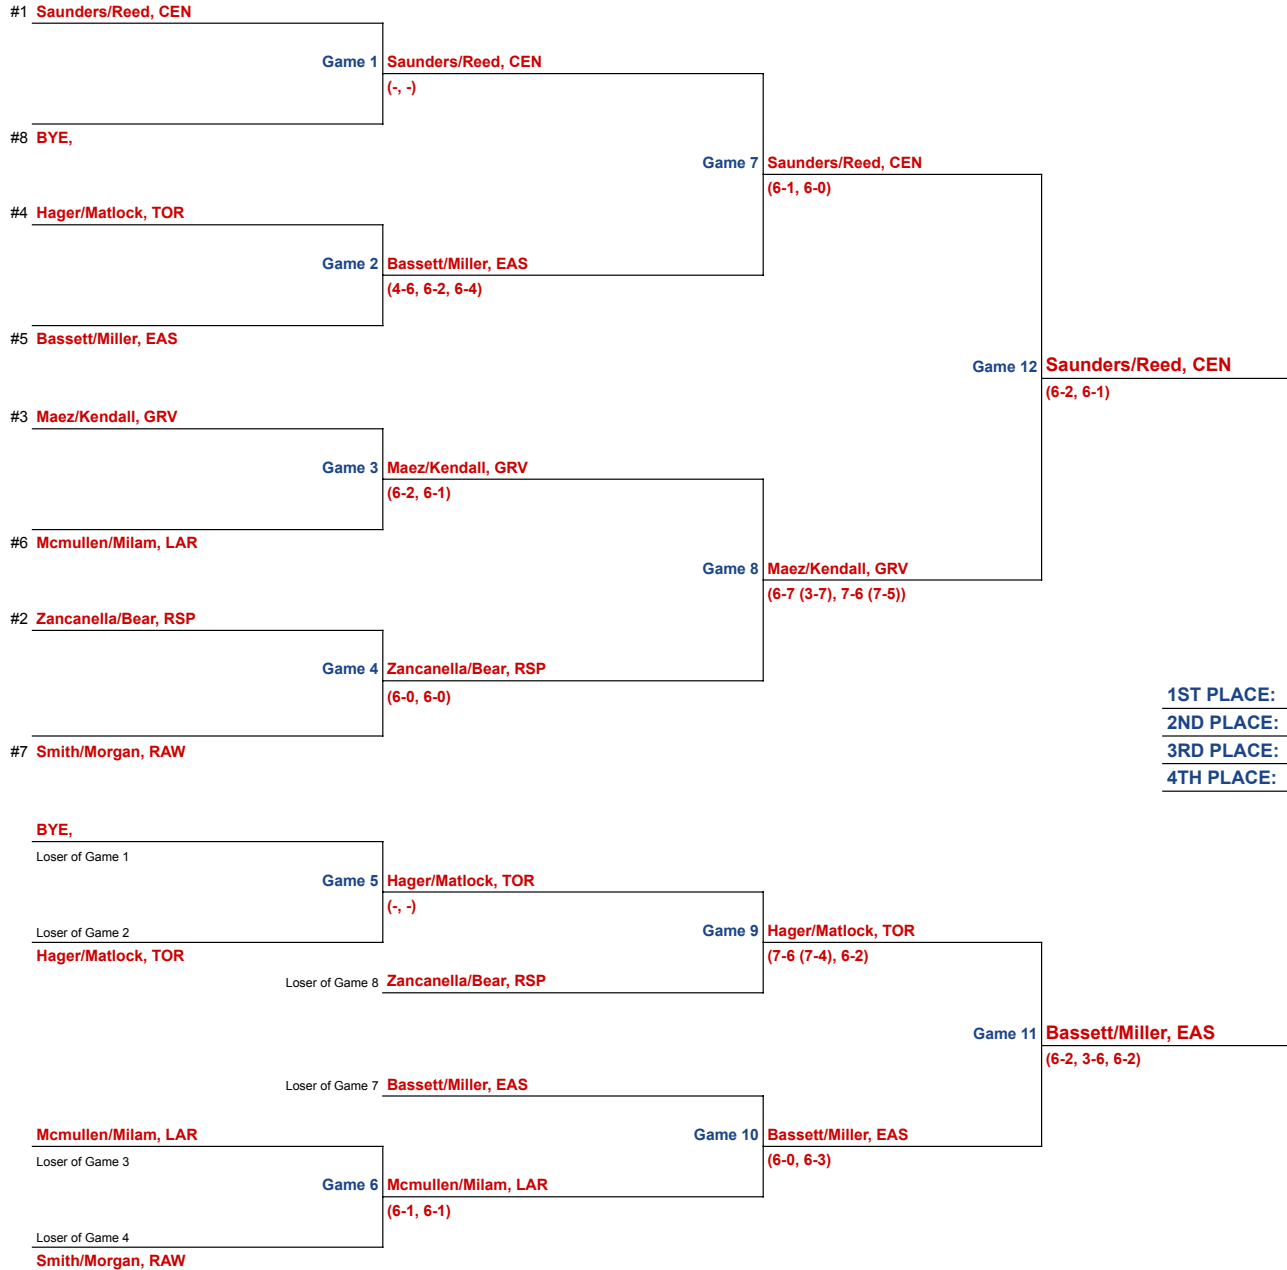 #1 Saunders/Reed, CEN
Game 1 Saunders/Reed, CEN
(-, -)
#8 BYE,
Game 7 Saunders/Reed, CEN
(6-1, 6-0)
#4 Hager/Matlock, TOR
Game 2 Bassett/Miller, EAS
(4-6, 6-2, 6-4)
#5 Bassett/Miller, EAS
Game 12 Saunders/Reed, CEN
(6-2, 6-1)
#3 Maez/Kendall, GRV
Game 3 Maez/Kendall, GRV
(6-2, 6-1)
#6 Mcmullen/Milam, LAR
Game 8 Maez/Kendall, GRV
(6-7 (3-7), 7-6 (7-5))
#2 Zancanella/Bear, RSP
Game 4 Zancanella/Bear, RSP
(6-0, 6-0)
#7 Smith/Morgan, RAW
1ST PLACE:
2ND PLACE:
3RD PLACE:
4TH PLACE:
BYE,
Loser of Game 1
Game 5 Hager/Matlock, TOR
(-, -)
Loser of Game 2
Hager/Matlock, TOR
Game 9 Hager/Matlock, TOR
(7-6 (7-4), 6-2)
Loser of Game 8 Zancanella/Bear, RSP
Game 11 Bassett/Miller, EAS
(6-2, 3-6, 6-2)
Loser of Game 7 Bassett/Miller, EAS
Mcmullen/Milam, LAR
Loser of Game 3
Game 10 Bassett/Miller, EAS
(6-0, 6-3)
Game 6 Mcmullen/Milam, LAR
(6-1, 6-1)
Loser of Game 4
Smith/Morgan, RAW